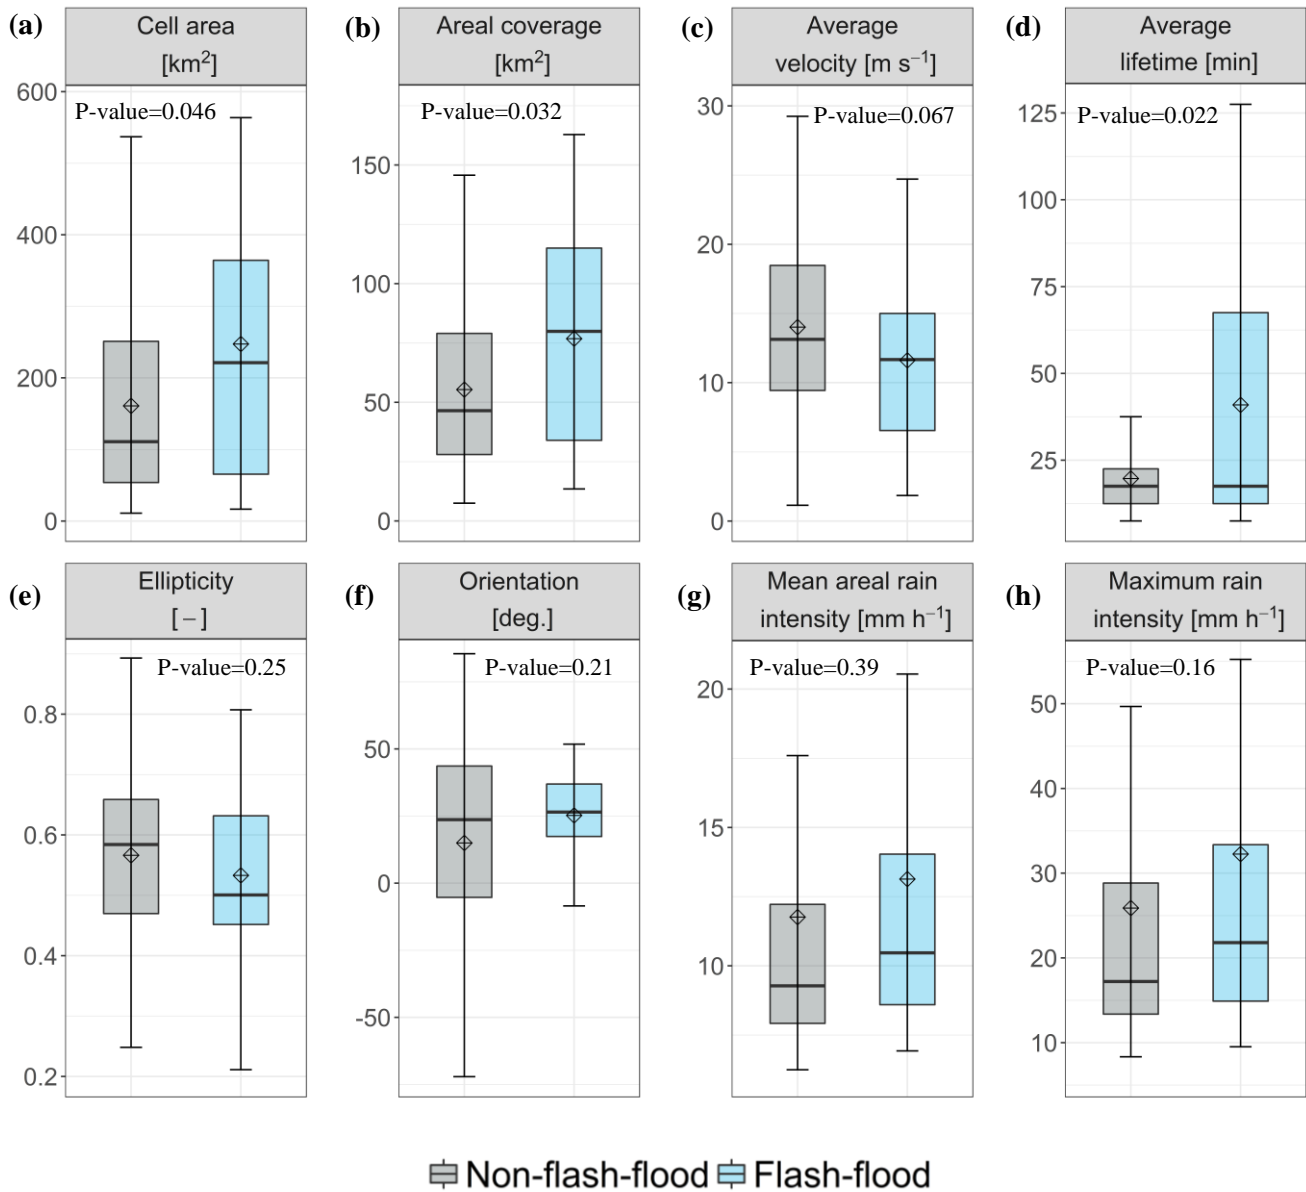 (a)
Cell area
[km²]
P-value=0.046
600
400
200
0
(b)
Areal coverage
[km²]
P-value=0.032
150
100
50
0
(c)
Average
velocity [m s⁻¹]
P-value=0.067
30
20
10
0
(d)
Average
lifetime [min]
P-value=0.022
125
100
75
50
25
(e)
Ellipticity
[−]
P-value=0.25
0.8
0.6
0.4
0.2
(f)
Orientation
[deg.]
P-value=0.21
50
0
-50
(g)
Mean areal rain
intensity [mm h⁻¹]
P-value=0.39
20
15
10
(h)
Maximum rain
intensity [mm h⁻¹]
P-value=0.16
50
40
30
20
10
Non-flash-flood Flash-flood